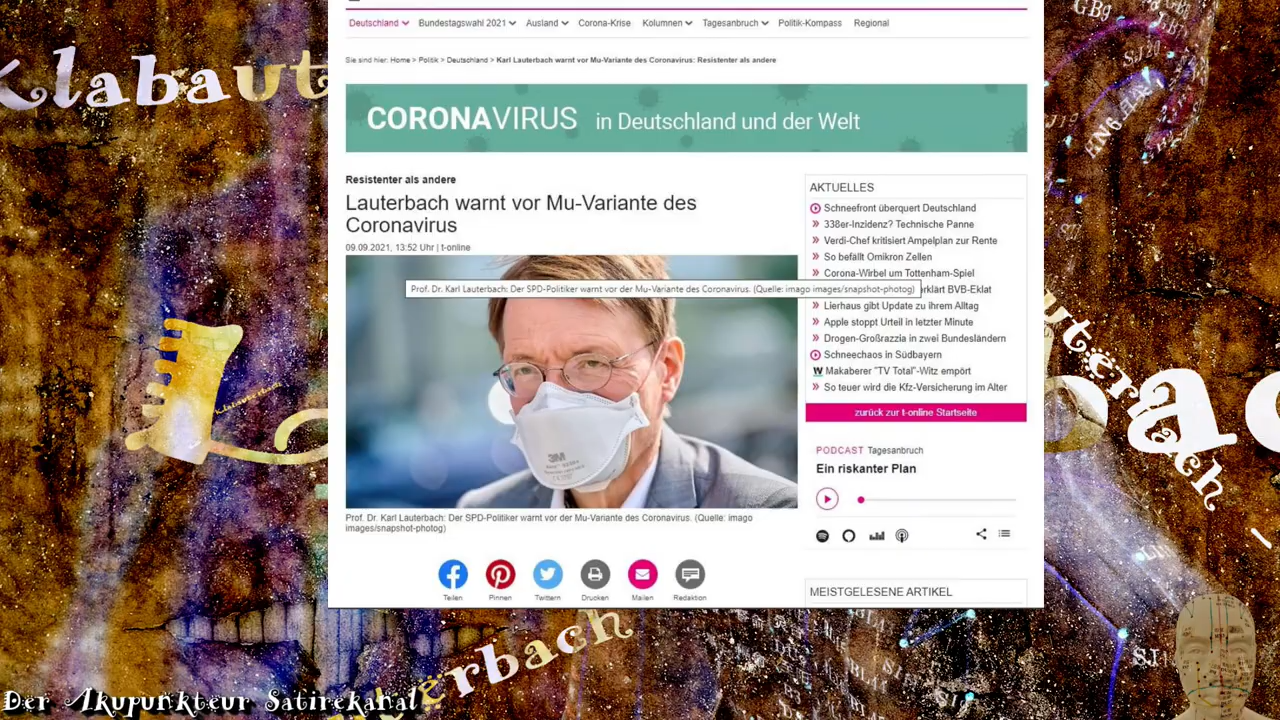 Deutschland Bundestagswahl 2021 Ausland Corona-Krise Kolumnen Tagesanbruch Politik-Kompass Regional
Sie sind hier: Home > Politik > Deutschland > Karl Lauterbach warnt vor Mu-Variante des Coronavirus: Resistenter als andere
CORONAVIRUS in Deutschland und der Welt
Resistenter als andere
Lauterbach warnt vor Mu-Variante des
Coronavirus
09.09.2021, 13:52 Uhr | t-online
Prof. Dr. Karl Lauterbach: Der SPD-Politiker warnt vor der Mu-Variante des Coronavirus. (Quelle: imago images/snapshot-photog)
3M
Prof. Dr. Karl Lauterbach: Der SPD-Politiker warnt vor der Mu-Variante des Coronavirus. (Quelle: imago
images/snapshot-photog)
Teilen Pinnen Twittern Drucken Mailen Redaktion
AKTUELLES
Schneefront überquert Deutschland
338er-Inzidenz? Technische Panne
Verdi-Chef kritisiert Ampelplan zur Rente
So befällt Omikron Zellen
Corona-Wirbel um Tottenham-Spiel
erklärt BVB-Eklat
Lierhaus gibt Update zu ihrem Alltag
Apple stoppt Urteil in letzter Minute
Drogen-Großrazzia in zwei Bundesländern
Schneechaos in Südbayern
W Makaberer "TV Total"-Witz empört
So teuer wird die Kfz-Versicherung im Alter
zurück zur t-online Startseite
PODCAST Tagesanbruch
Ein riskanter Plan
MEISTGELESENE ARTIKEL
Klabaut
uterbach
erbach
Der Akupunkteur Satirekanal